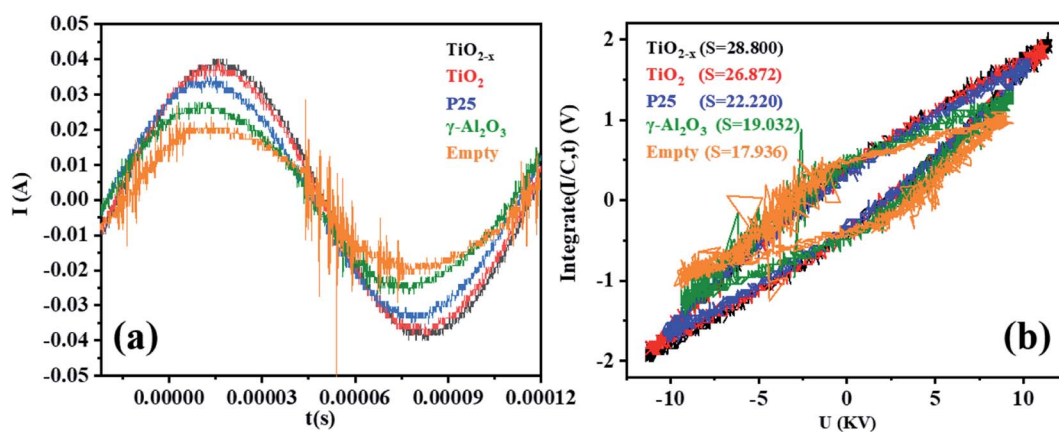 0.05
0.04
0.03
0.02
0.01
0.00
-0.01
-0.02
-0.03
-0.04
-0.05
I (A)
TiO2-x
TiO2
P25
γ-Al2O3
Empty
(a)
0.00000
0.00003
0.00006
0.00009
0.00012
t(s)
2
1
0
-1
-2
Integrate(I/C,t) (V)
TiO2-x (S=28.800)
TiO2 (S=26.872)
P25 (S=22.220)
γ-Al2O3 (S=19.032)
Empty (S=17.936)
(b)
-10
-5
0
5
10
U (KV)